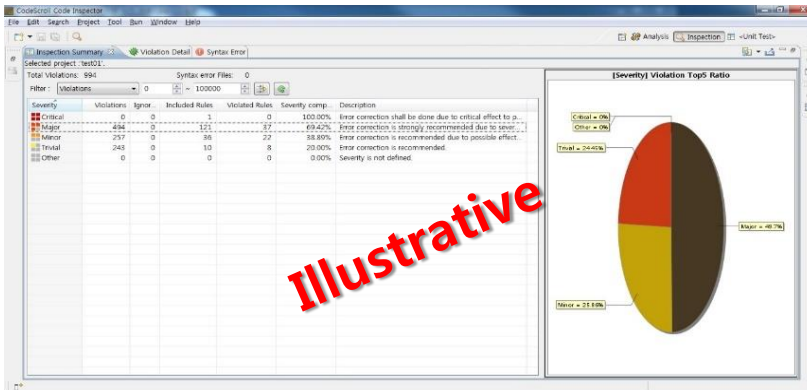 CodeScroll Code Inspector
File Edit Search Project Tool Run Window Help
Analysis Inspection «Unit Test»
Inspection Summary Violation Detail Syntax Error
Selected project :'test01'.
Total Violations: 994 Syntax error Files: 0
Filter : Violations 0 ~ 100000
Severity Violations Ignor... Included Rules Violated Rules Severity comp... Description
Critical 0 0 1 0 100.00% Error correction shall be done due to critical effect to p...
Major 494 0 121 37 69.42% Error correction is strongly recommended due to sever...
Minor 257 0 36 22 38.89% Error correction is recommended due to possible effect...
Trivial 243 0 10 8 20.00% Error correction is recommended.
Other 0 0 0 0 0.00% Severity is not defined.
Illustrative
[Severity] Violation Top5 Ratio
Critical = 0%
Other = 0%
Trivial = 24.45%
Major = 49.7%
Minor = 25.86%